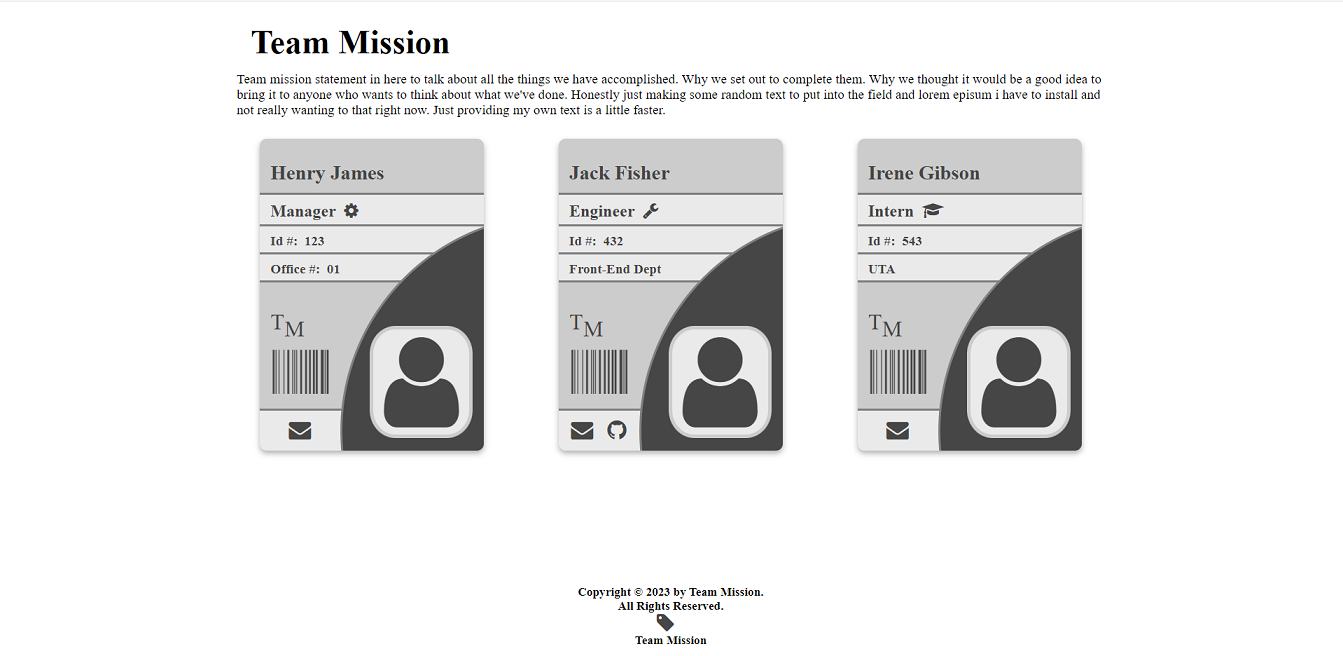 Team Mission
Team mission statement in here to talk about all the things we have accomplished. Why we set out to complete them. Why we thought it would be a good idea to
bring it to anyone who wants to think about what we've done. Honestly just making some random text to put into the field and lorem episum i have to install and
not really wanting to that right now. Just providing my own text is a little faster.
Henry James
Manager
Id #: 123
Office #: 01
TM
Jack Fisher
Engineer
Id #: 432
Front-End Dept
TM
Irene Gibson
Intern
Id #: 543
UTA
TM
Copyright © 2023 by Team Mission.
All Rights Reserved.
Team Mission